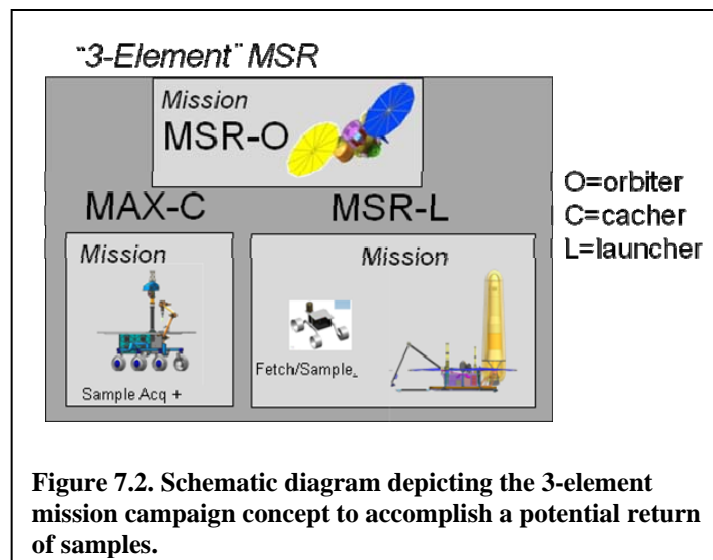 "3-Element" MSR
Mission
MSR-O
MAX-C
MSR-L
O=orbiter
C=cacher
L=launcher
Mission
Sample Acq +
Mission
Fetch/Sample
Figure 7.2. Schematic diagram depicting the 3-element
mission campaign concept to accomplish a potential return
of samples.